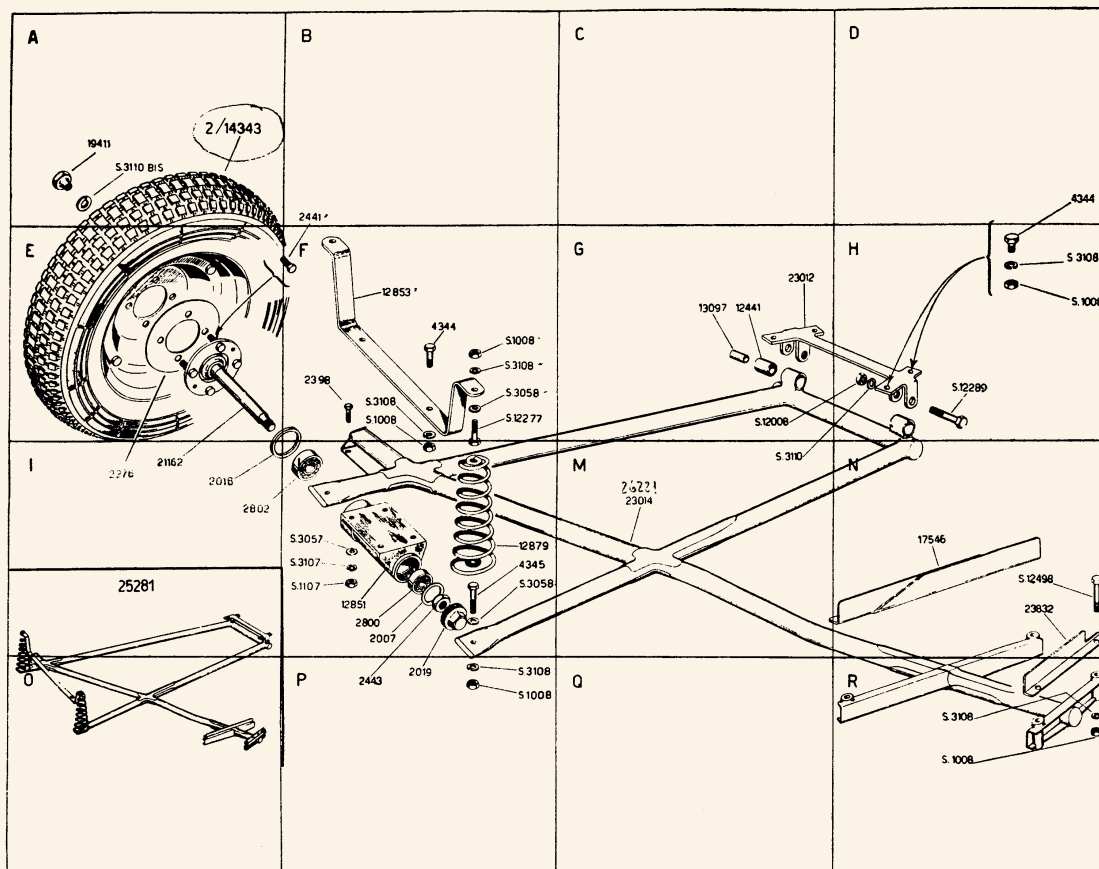 A
B
C
D
2/14343
19411
S.3110 BIS
2441
4344
E
F
G
H
S.3108
S.1008
23012
12853
13097
12441
4344
S.1008
S.3108
S.3058
S.12277
2398
S.3108
S.1008
S.12289
S.12008
S.3110
I
M
N
2376
21162
2018
2802
26221
23014
S.3057
S.3107
S.1107
12851
2800
2007
2443
2019
12879
4345
S.3058
17546
S.12498
23832
25281
O
P
Q
R
S.3108
S.1008
S.3108
S.1008